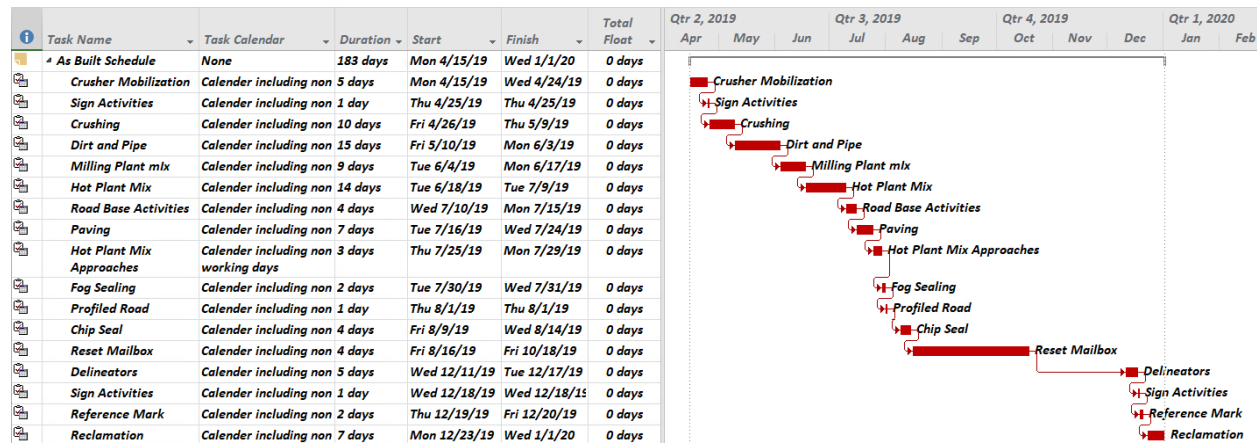 Total Qtr 2, 2019 Qtr 3, 2019 Qtr 4, 2019 Qtr 1, 2020
Task Name Task Calendar Duration Start Finish Float Apr May Jun Jul Aug Sep Oct Nov Dec Jan Feb
As Built Schedule None 183 days Mon 4/15/19 Wed 1/1/20 0 days
Crusher Mobilization Calender including non 5 days Mon 4/15/19 Wed 4/24/19 0 days Crusher Mobilization
Sign Activities Calender including non 1 day Thu 4/25/19 Thu 4/25/19 0 days Sign Activities
Crushing Calender including non 10 days Fri 4/26/19 Thu 5/9/19 0 days Crushing
Dirt and Pipe Calender including non 15 days Fri 5/10/19 Mon 6/3/19 0 days Dirt and Pipe
Milling Plant mIx Calender including non 9 days Tue 6/4/19 Mon 6/17/19 0 days Milling Plant mIx
Hot Plant Mix Calender including non 14 days Tue 6/18/19 Tue 7/9/19 0 days Hot Plant Mix
Road Base Activities Calender including non 4 days Wed 7/10/19 Mon 7/15/19 0 days Road Base Activities
Paving Calender including non 7 days Tue 7/16/19 Wed 7/24/19 0 days Paving
Hot Plant Mix Calender including non 3 days Thu 7/25/19 Mon 7/29/19 0 days Hot Plant Mix Approaches
Approaches working days
Fog Sealing Calender including non 2 days Tue 7/30/19 Wed 7/31/19 0 days Fog Sealing
Profiled Road Calender including non 1 day Thu 8/1/19 Thu 8/1/19 0 days Profiled Road
Chip Seal Calender including non 4 days Fri 8/9/19 Wed 8/14/19 0 days Chip Seal
Reset Mailbox Calender including non 4 days Fri 8/16/19 Fri 10/18/19 0 days Reset Mailbox
Delineators Calender including non 5 days Wed 12/11/19 Tue 12/17/19 0 days Delineators
Sign Activities Calender including non 1 day Wed 12/18/19 Wed 12/18/19 0 days Sign Activities
Reference Mark Calender including non 2 days Thu 12/19/19 Fri 12/20/19 0 days Reference Mark
Reclamation Calender including non 7 days Mon 12/23/19 Wed 1/1/20 0 days Reclamation